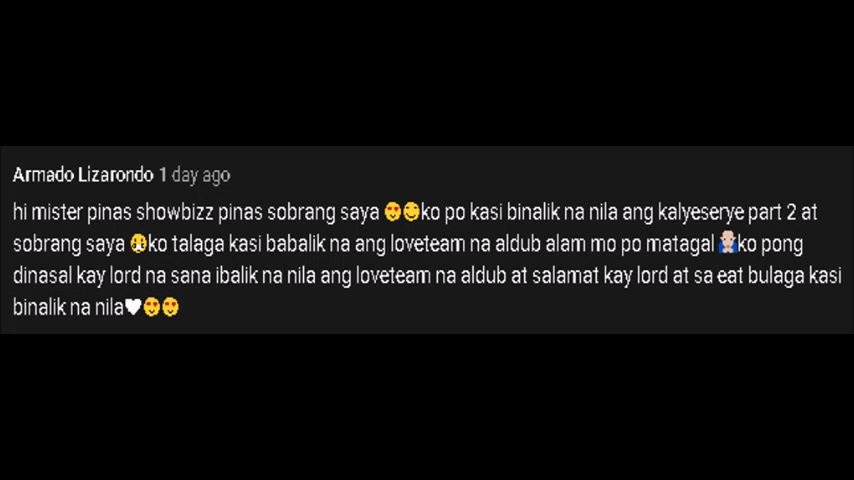 Armado Lizarondo 1 day ago
hi mister pinas showbizz pinas sobrang saya 😍😊ko po kasi binalik na nila ang kalyeserye part 2 at
sobrang saya 😂ko talaga kasi babalik na ang loveteam na aldub alam mo po matagal 🙇ko pong
dinasal kay lord na sana ibalik na nila ang loveteam na aldub at salamat kay lord at sa eat bulaga kasi
binalik na nila♥😍😍